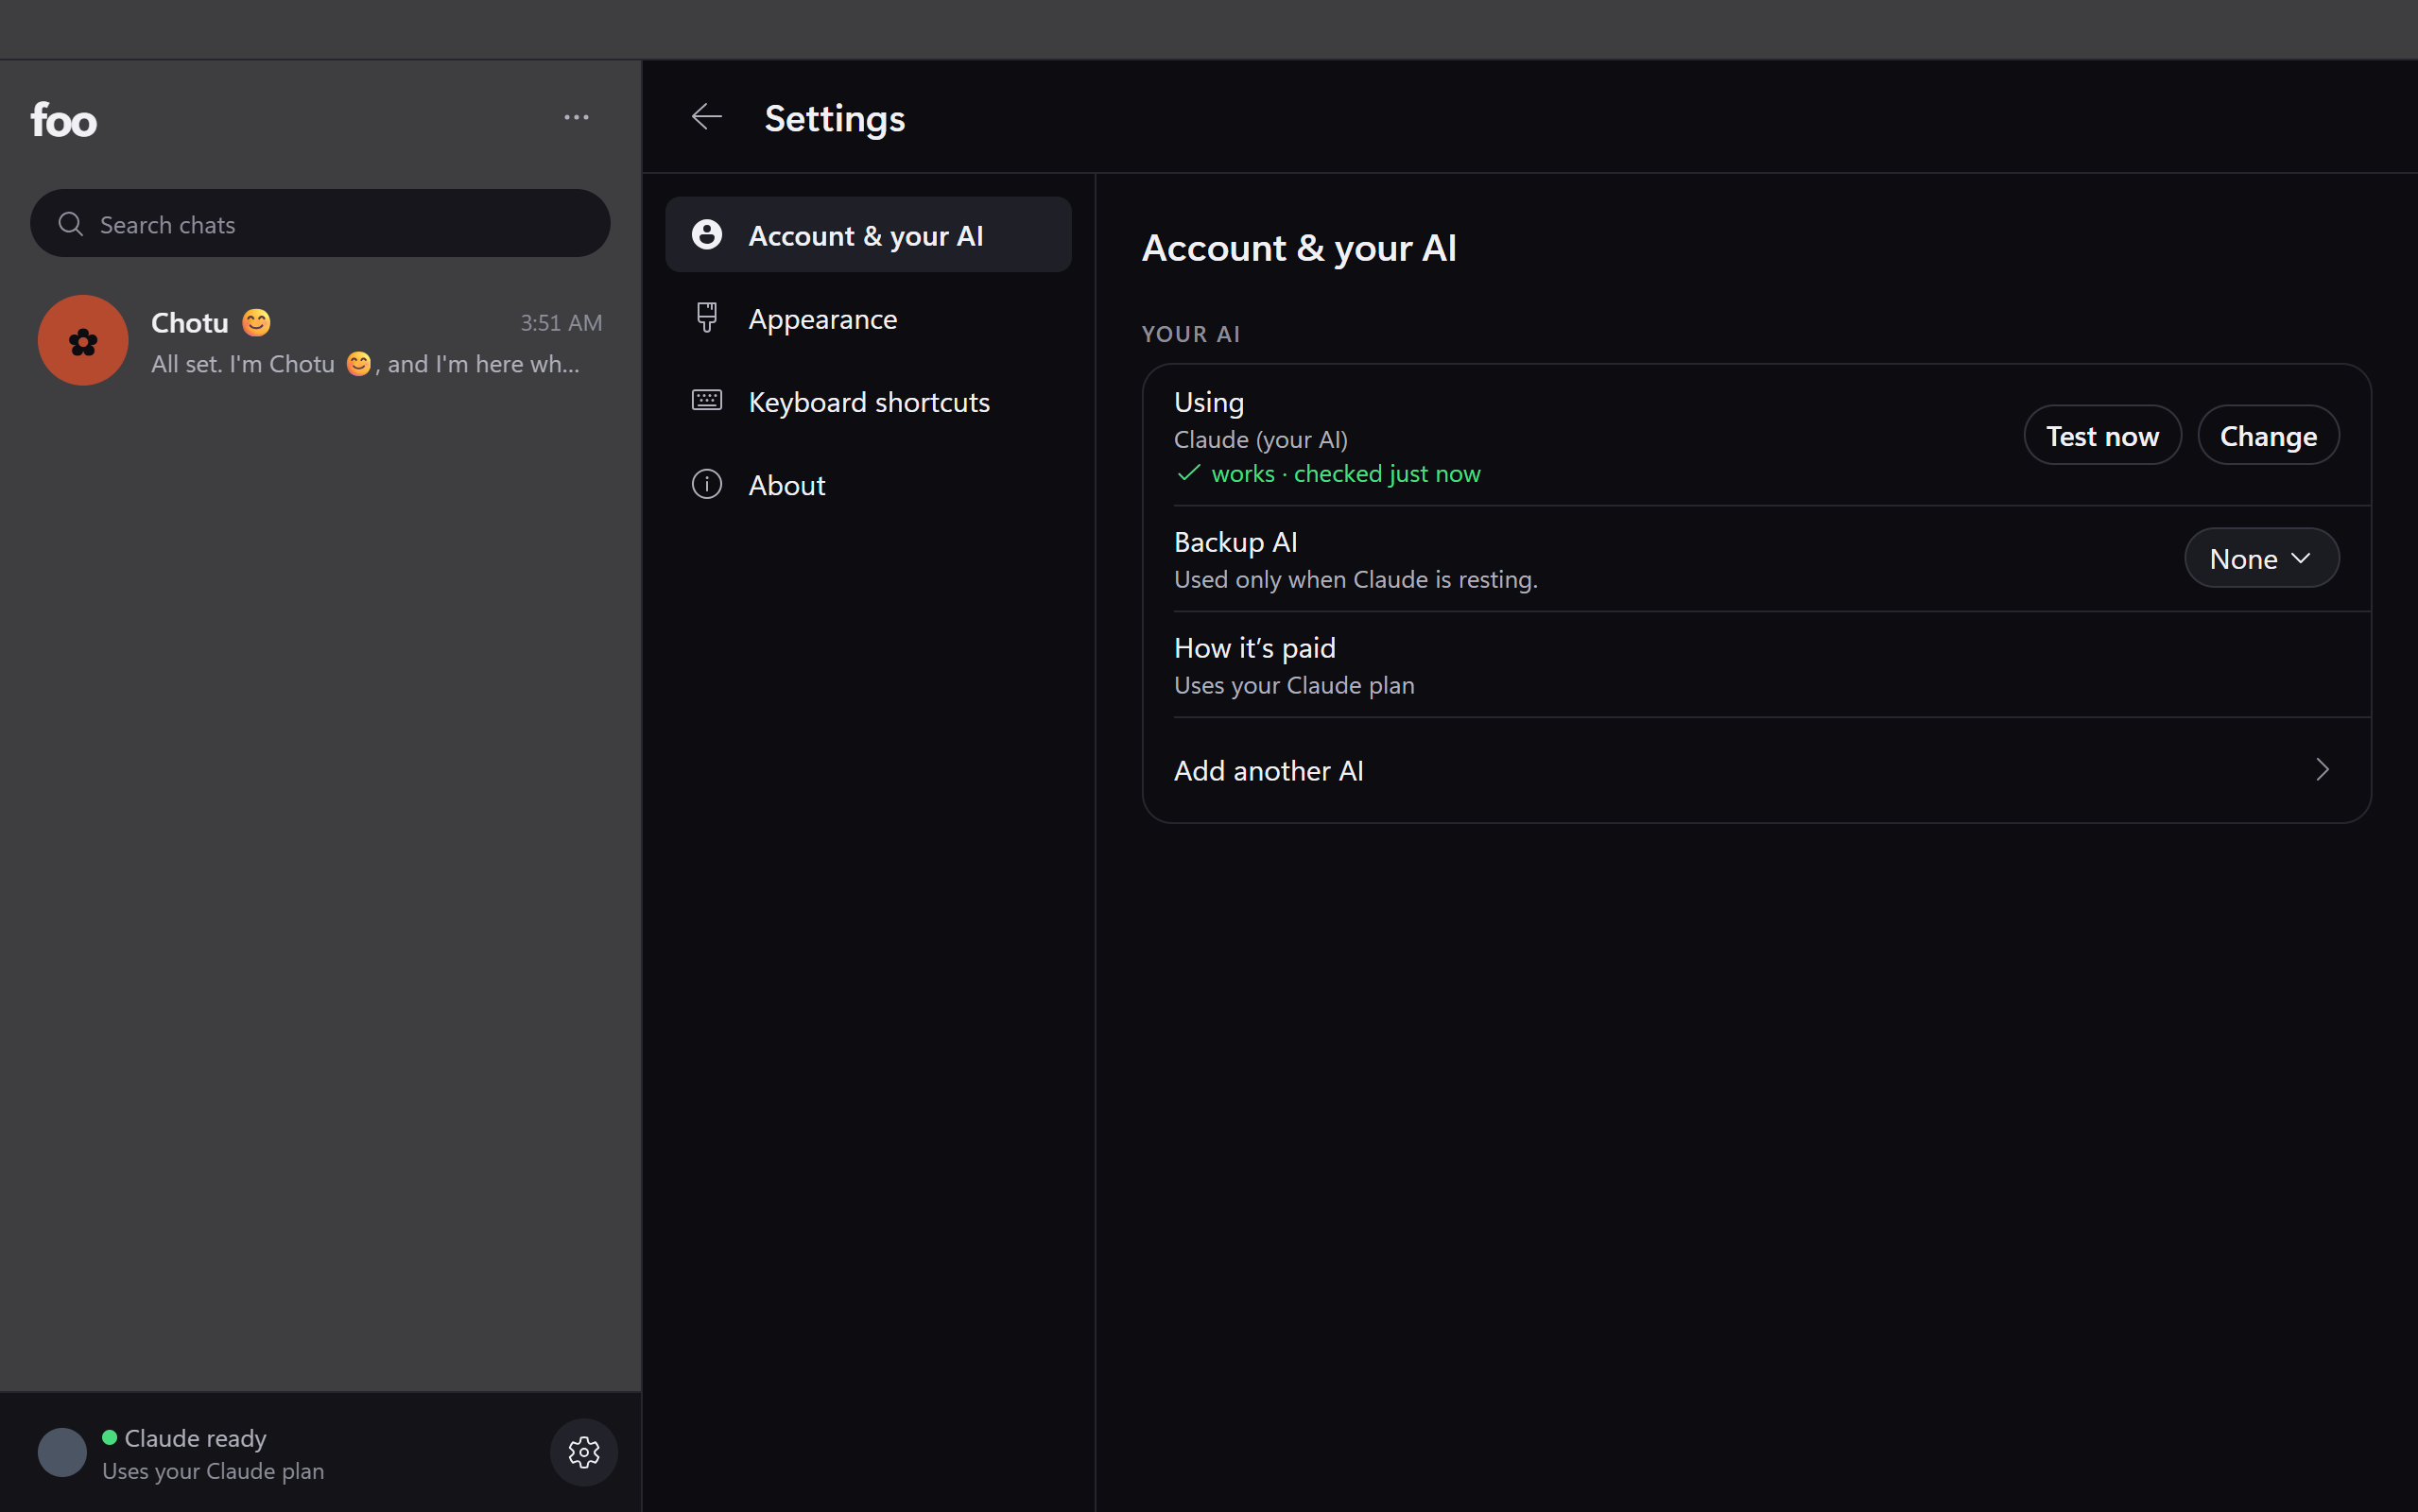 foo
Search chats
Chotu 😊
3:51 AM
All set. I'm Chotu 😊, and I'm here wh...
Claude ready
Uses your Claude plan
Settings
Account & your AI
Appearance
Keyboard shortcuts
About
Account & your AI
YOUR AI
Using
Claude (your AI)
works · checked just now
Test now
Change
Backup AI
Used only when Claude is resting.
None
How it’s paid
Uses your Claude plan
Add another AI